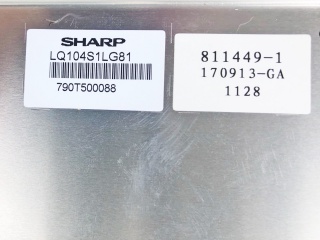 SHARP
LQ104S1LG81
790T500088
811449-1
170913-GA
1128